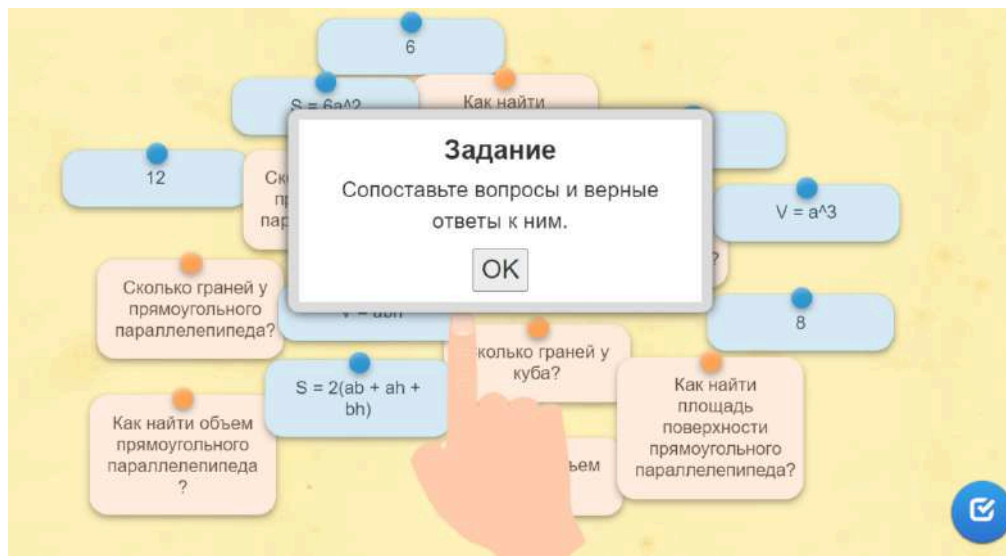 6
S = 6a^2
Как найти
12
V = a^3
Задание
Сопоставьте вопросы и верные
ответы к ним.
OK
Сколько граней у
прямоугольного
параллелепипеда?
V = abh
8
S = 2(ab + ah +
bh)
колько граней у
куба?
Как найти
площадь
поверхности
прямоугольного
параллелепипеда?
Как найти объем
прямоугольного
параллелепипеда
?
ъем